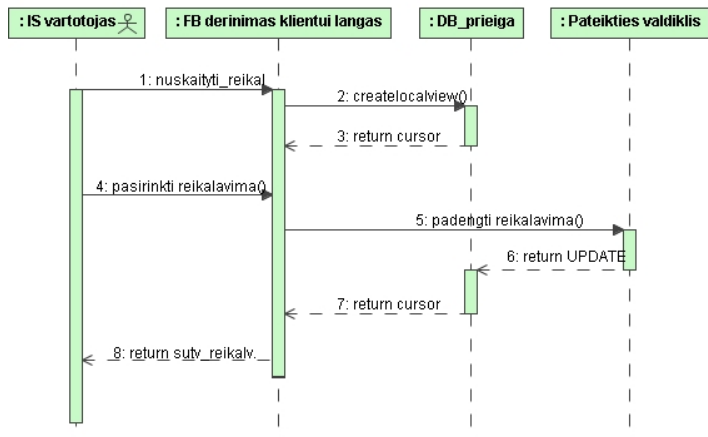 : IS vartotojas
: FB derinimas klientui langas
: DB_prieiga
: Pateikties valdiklis
1: nuskaityti_reikal
2: createlocalview()
3: return cursor
4: pasirinkti reikalavima()
5: padengti reikalavima()
6: return UPDATE
7: return cursor
8: return sutv_reikalv.